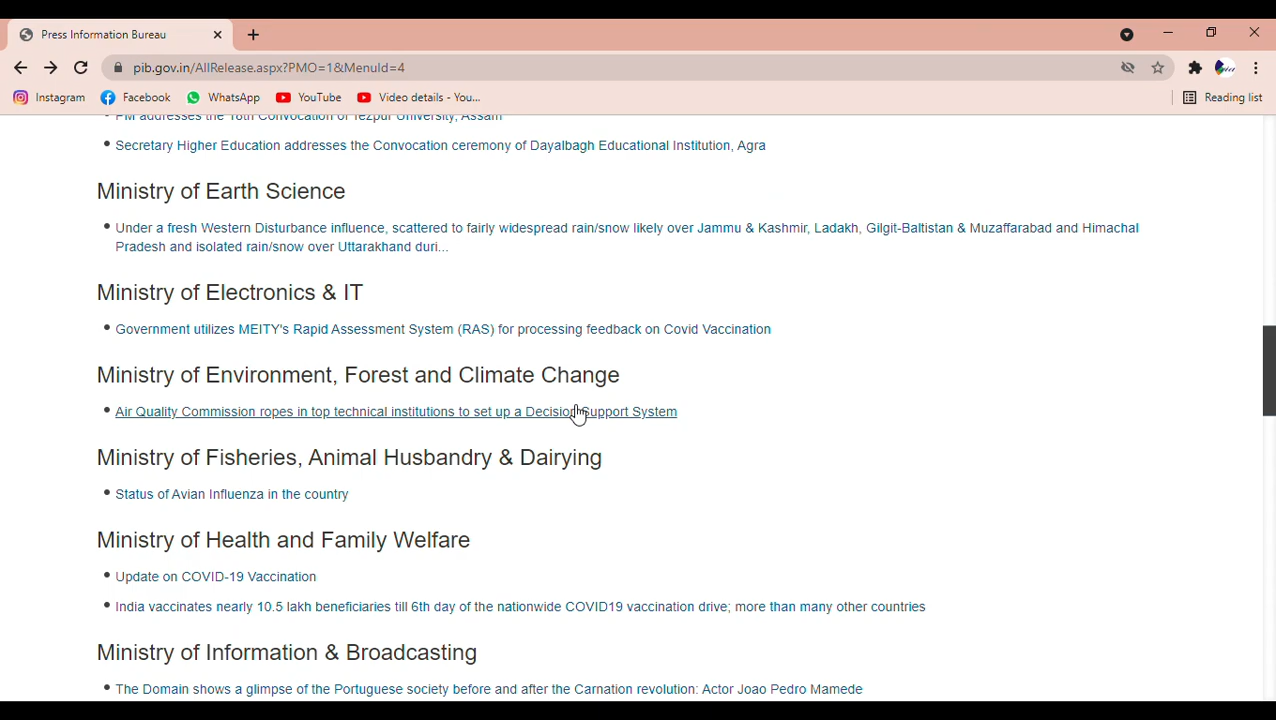 Press Information Bureau
pib.gov.in/AllRelease.aspx?PMO=1&MenuId=4
Instagram Facebook WhatsApp YouTube Video details - You... Reading list
PM addresses the 18th Convocation of Tezpur University, Assam
Secretary Higher Education addresses the Convocation ceremony of Dayalbagh Educational Institution, Agra
Ministry of Earth Science
Under a fresh Western Disturbance influence, scattered to fairly widespread rain/snow likely over Jammu & Kashmir, Ladakh, Gilgit-Baltistan & Muzaffarabad and Himachal
Pradesh and isolated rain/snow over Uttarakhand duri...
Ministry of Electronics & IT
Government utilizes MEITY's Rapid Assessment System (RAS) for processing feedback on Covid Vaccination
Ministry of Environment, Forest and Climate Change
Air Quality Commission ropes in top technical institutions to set up a Decision Support System
Ministry of Fisheries, Animal Husbandry & Dairying
Status of Avian Influenza in the country
Ministry of Health and Family Welfare
Update on COVID-19 Vaccination
India vaccinates nearly 10.5 lakh beneficiaries till 6th day of the nationwide COVID19 vaccination drive; more than many other countries
Ministry of Information & Broadcasting
The Domain shows a glimpse of the Portuguese society before and after the Carnation revolution: Actor Joao Pedro Mamede